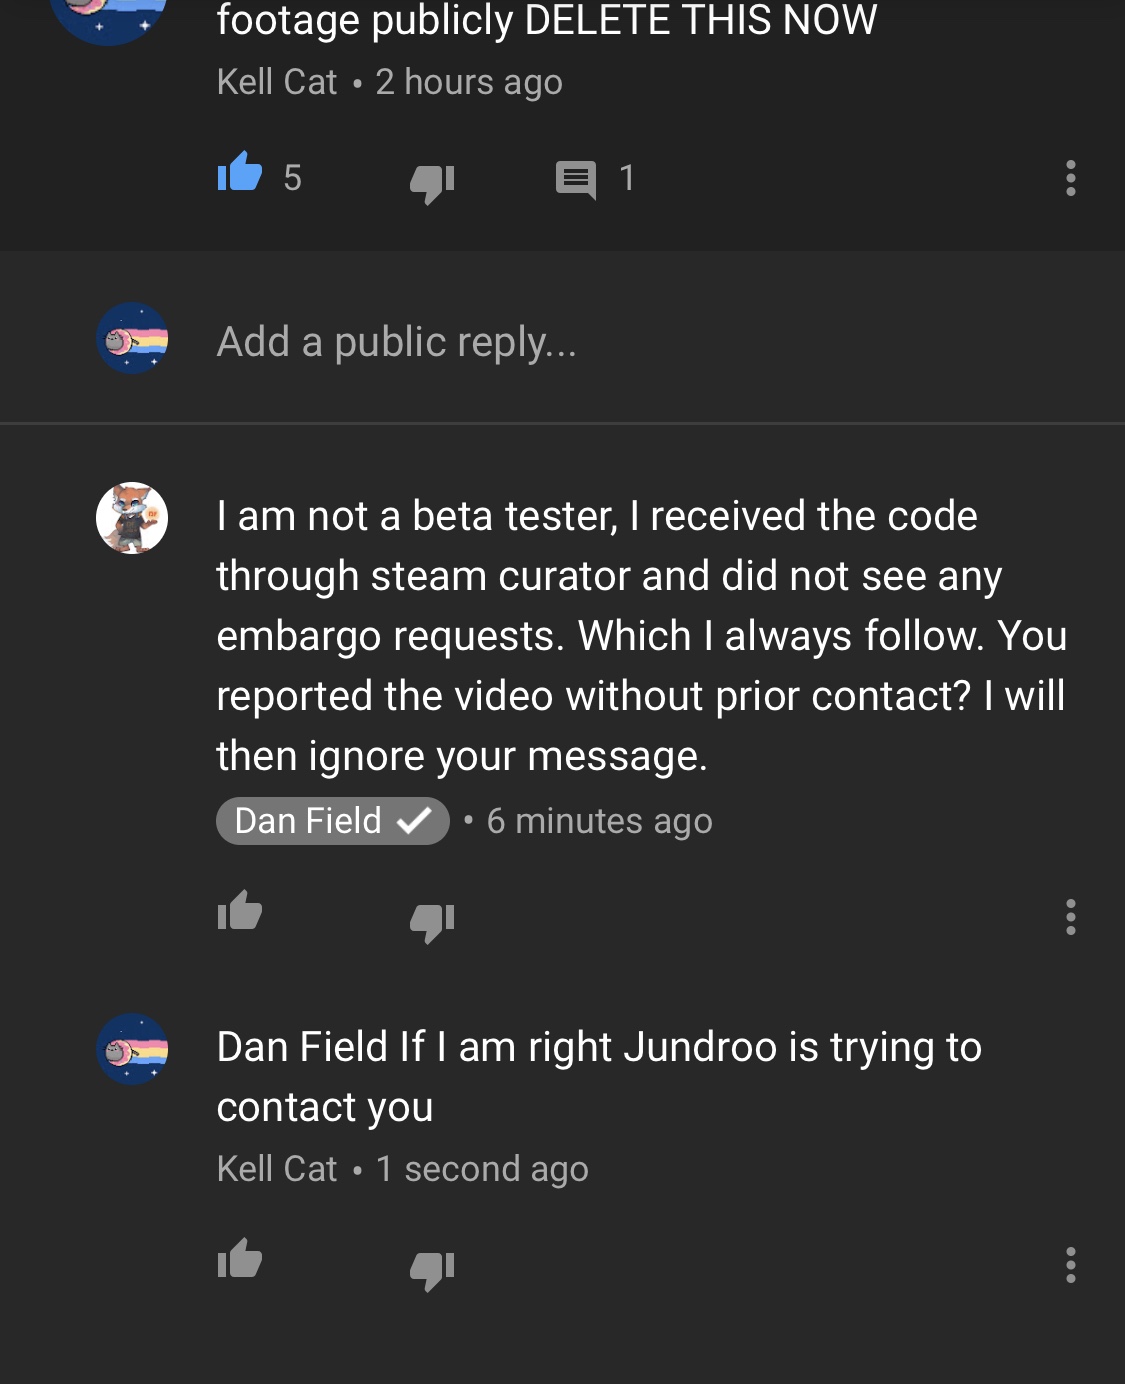 footage publicly DELETE THIS NOW
Kell Cat • 2 hours ago
5 1
Add a public reply...
I am not a beta tester, I received the code
through steam curator and did not see any
embargo requests. Which I always follow. You
reported the video without prior contact? I will
then ignore your message.
Dan Field • 6 minutes ago
Dan Field If I am right Jundroo is trying to
contact you
Kell Cat • 1 second ago